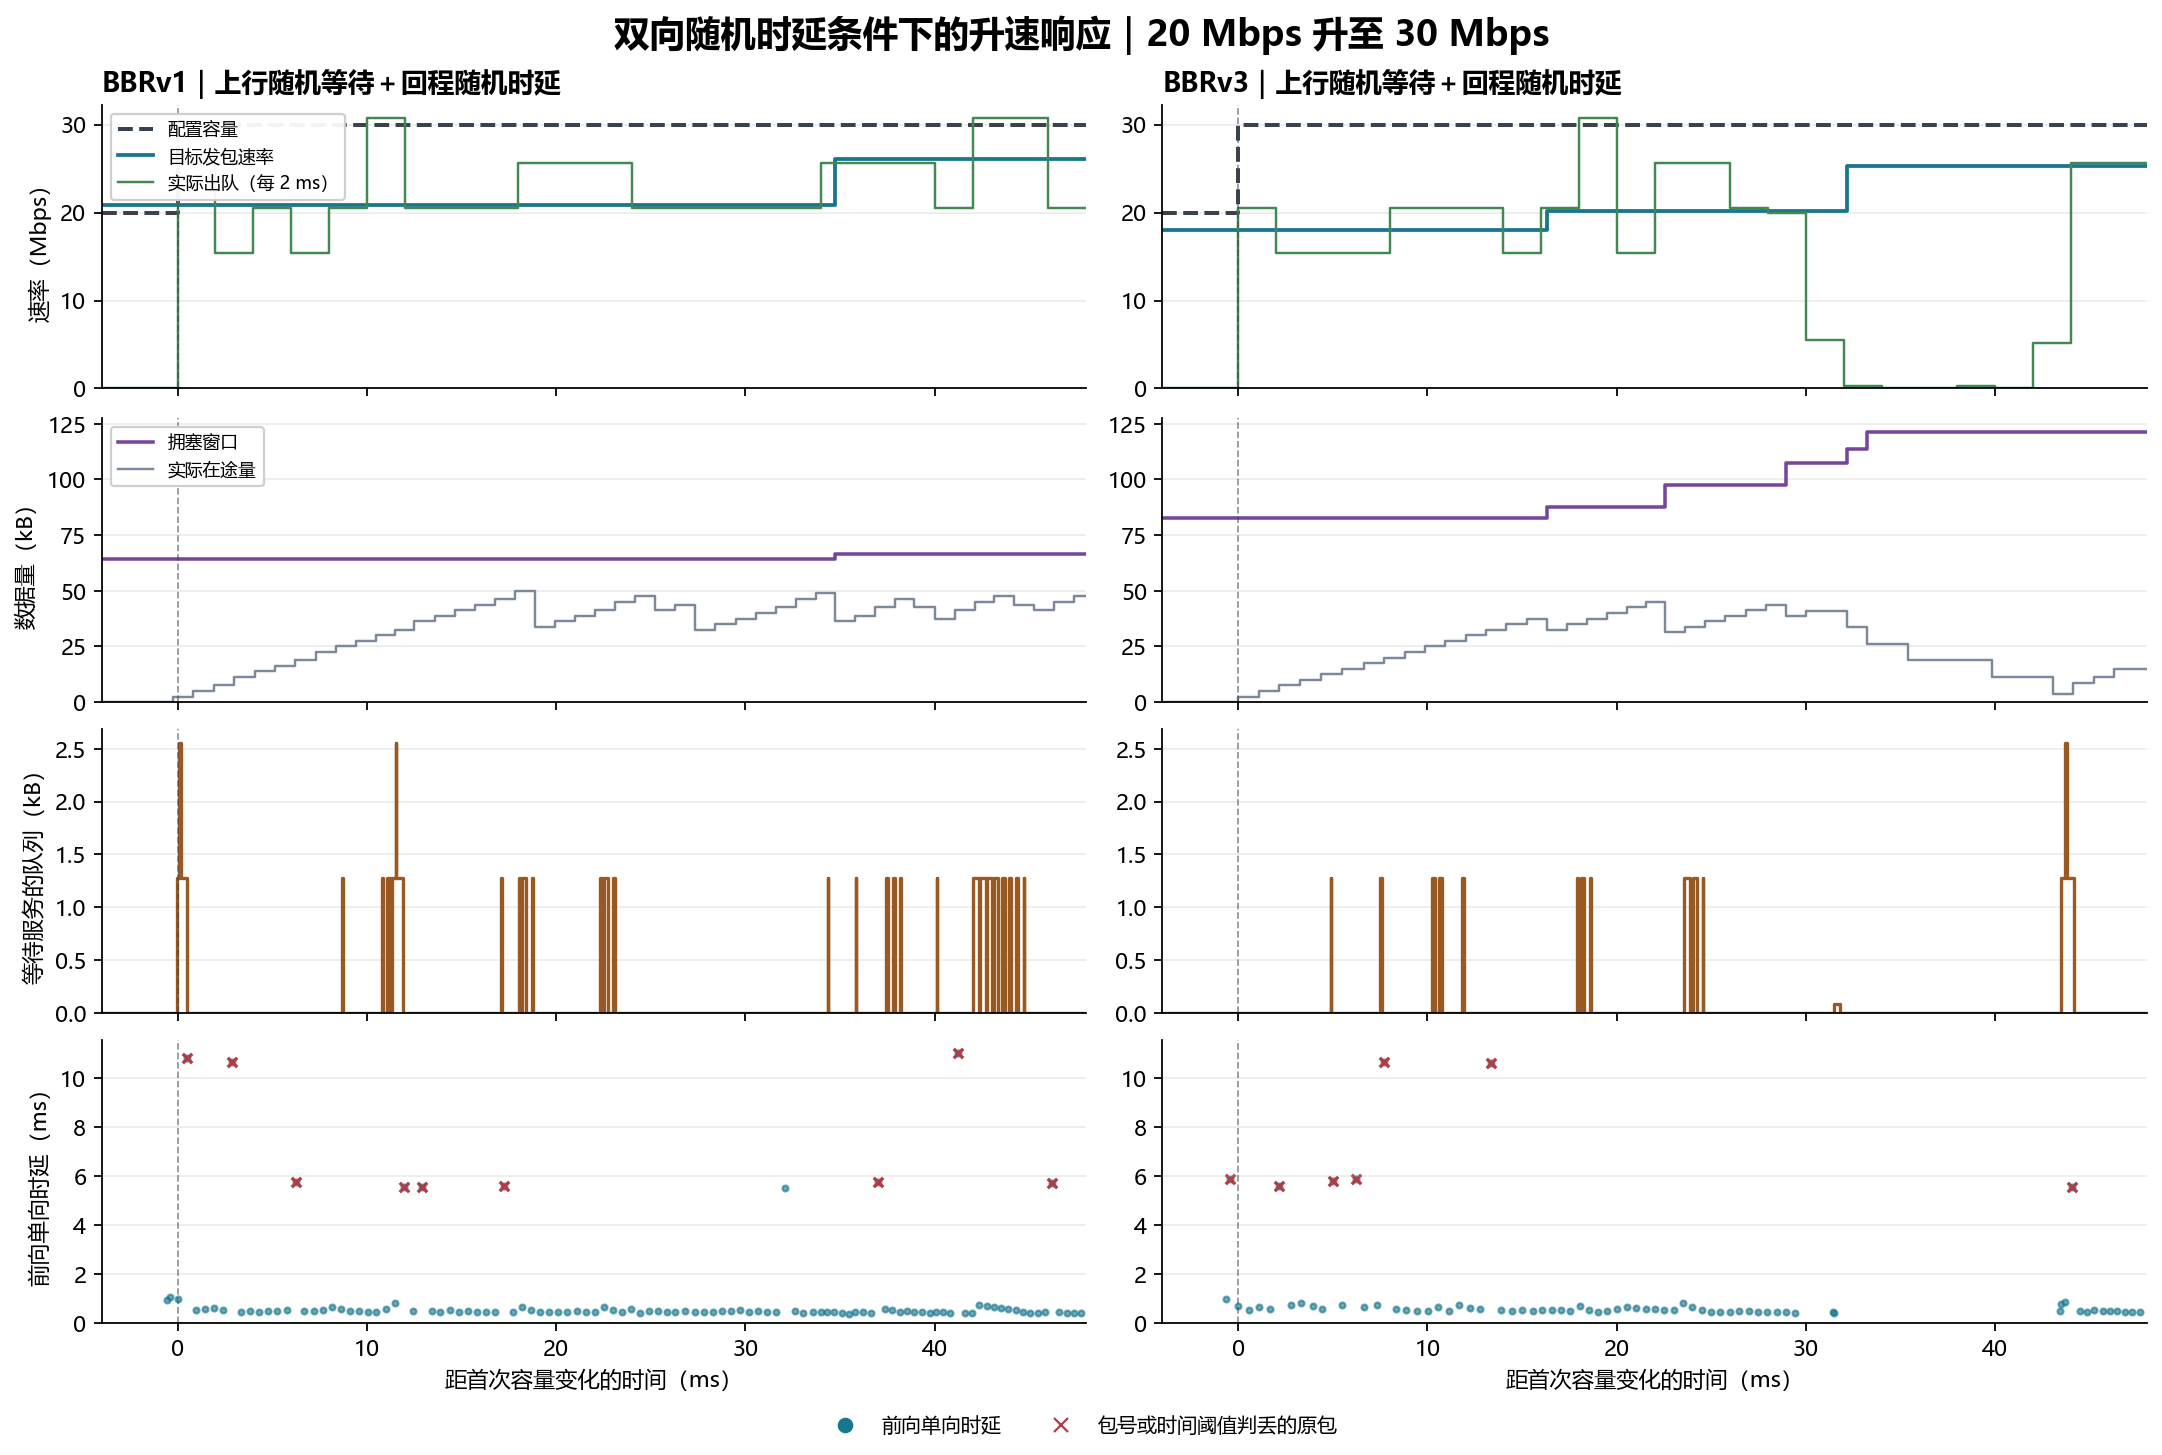 双向随机时延条件下的升速响应 | 20 Mbps 升至 30 Mbps
BBRv1 | 上行随机等待 + 回程随机时延
BBRv3 | 上行随机等待 + 回程随机时延
速率（Mbps）
30
20
10
0
配置容量
目标发包速率
实际出队（每 2 ms）
30
20
10
0
数据量（kB）
125
100
75
50
25
0
拥塞窗口
实际在途量
125
100
75
50
25
0
等待服务的队列（kB）
2.5
2.0
1.5
1.0
0.5
0.0
2.5
2.0
1.5
1.0
0.5
0.0
前向单向时延（ms）
10
8
6
4
2
0
10
8
6
4
2
0
0 10 20 30 40
0 10 20 30 40
距首次容量变化的时间（ms）
距首次容量变化的时间（ms）
前向单向时延
包号或时间阈值判丢的原包